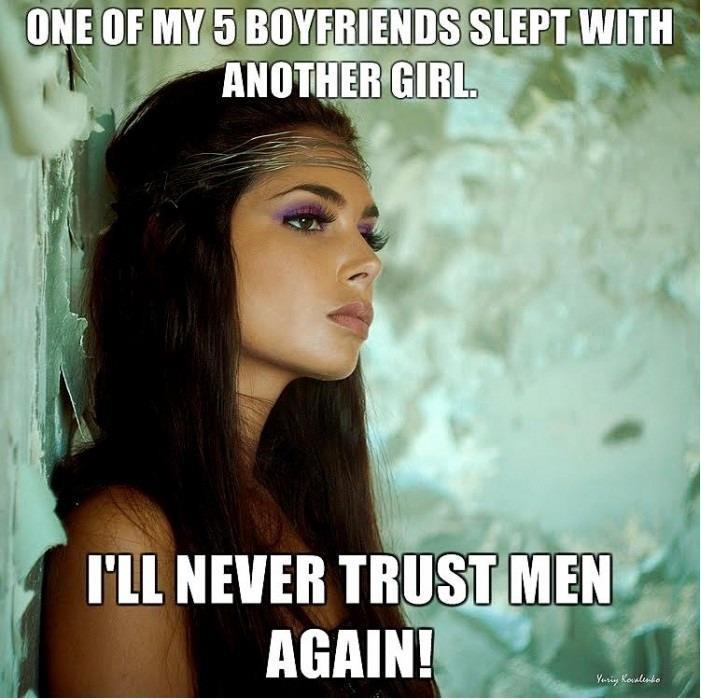 ONE OF MY 5 BOYFRIENDS SLEPT WITH
ANOTHER GIRL.
I'LL NEVER TRUST MEN
AGAIN!
Yuriy Kovalenko